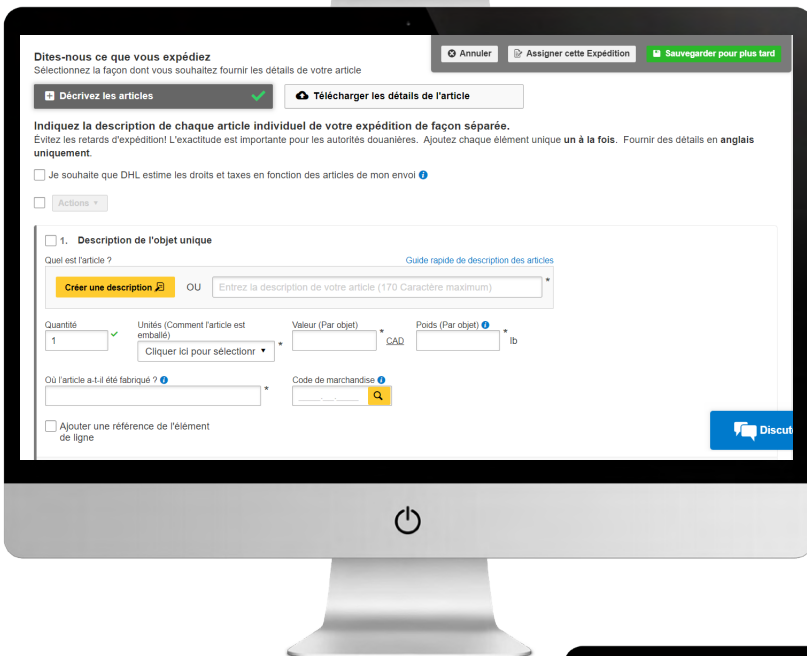 Annuler
Assigner cette Expédition
Sauvegarder pour plus tard
Dites-nous ce que vous expédiez
Sélectionnez la façon dont vous souhaitez fournir les détails de votre article
Décrivez les articles
Télécharger les détails de l'article
Indiquez la description de chaque article individuel de votre expédition de façon séparée.
Évitez les retards d'expédition! L'exactitude est importante pour les autorités douanières. Ajoutez chaque élément unique un à la fois. Fournir des détails en anglais
uniquement.
Je souhaite que DHL estime les droits et taxes en fonction des articles de mon envoi
Actions
1. Description de l'objet unique
Quel est l'article ?
Guide rapide de description des articles
Créer une description
OU
Entrez la description de votre article (170 Caractère maximum)
*
Quantité
Unités (Comment l'article est
emballé)
Valeur (Par objet)
Poids (Par objet)
1
Cliquer ici pour sélectionr
*
* CAD
* lb
Où l'article a-t-il été fabriqué ?
*
Code de marchandise
____.__.____
Ajouter une référence de l'élément
de ligne
Discut